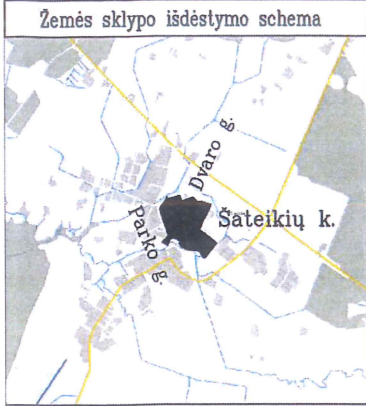 Žemės sklypo išdėstymo schema
Dvaro g.
Šateikių k.
Parko g.